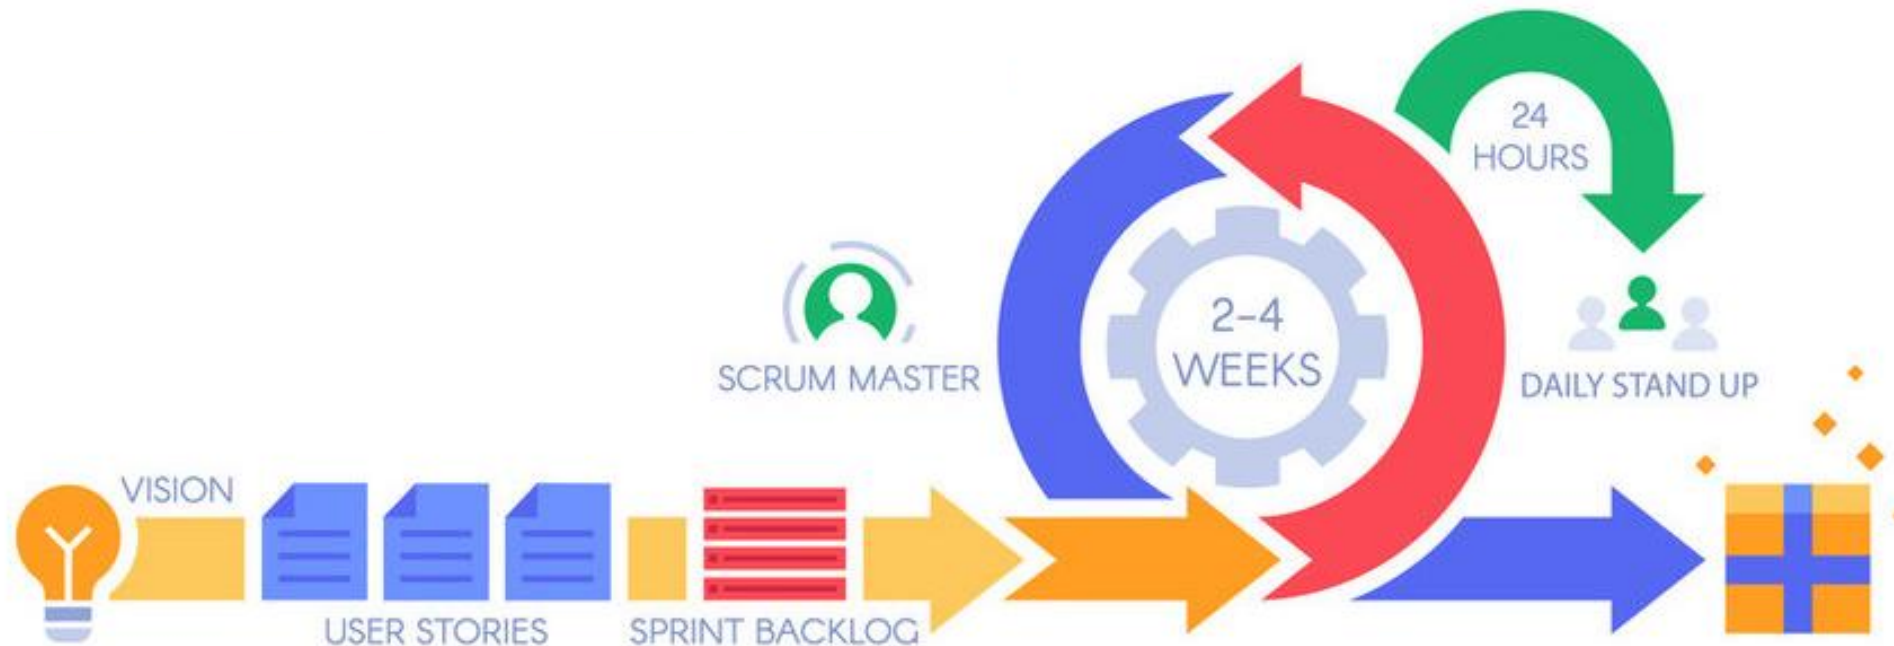 VISION
USER STORIES
SPRINT BACKLOG
SCRUM MASTER
2–4
WEEKS
24
HOURS
DAILY STAND UP